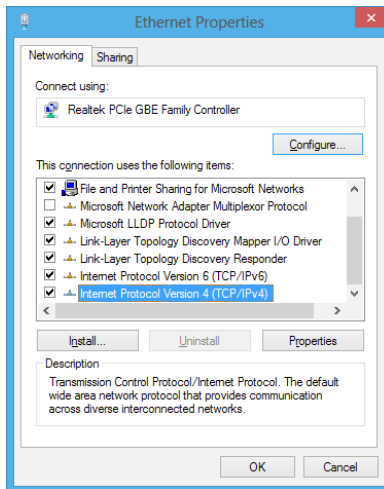 Ethernet Properties
Networking
Sharing
Connect using:
Realtek PCIe GBE Family Controller
Configure...
This connection uses the following items:
File and Printer Sharing for Microsoft Networks
Microsoft Network Adapter Multiplexor Protocol
Microsoft LLDP Protocol Driver
Link-Layer Topology Discovery Mapper I/O Driver
Link-Layer Topology Discovery Responder
Internet Protocol Version 6 (TCP/IPv6)
Internet Protocol Version 4 (TCP/IPv4)
Install...
Uninstall
Properties
Description
Transmission Control Protocol/Internet Protocol. The default
wide area network protocol that provides communication
across diverse interconnected networks.
OK
Cancel